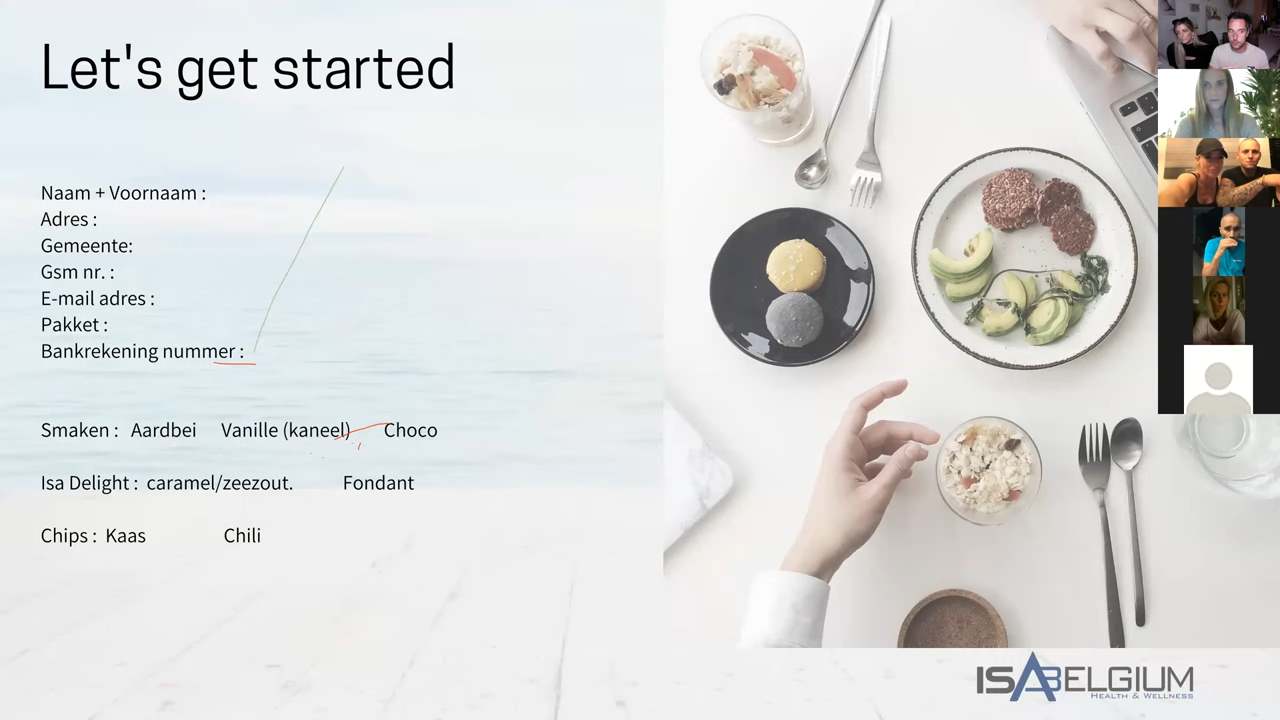 Let's get started
Naam + Voornaam :
Adres :
Gemeente:
Gsm nr. :
E-mail adres :
Pakket :
Bankrekening nummer :
Smaken : Aardbei Vanille (kaneel) Choco
Isa Delight : caramel/zeezout. Fondant
Chips : Kaas Chili
ISABELGIUM
HEALTH & WELLNESS